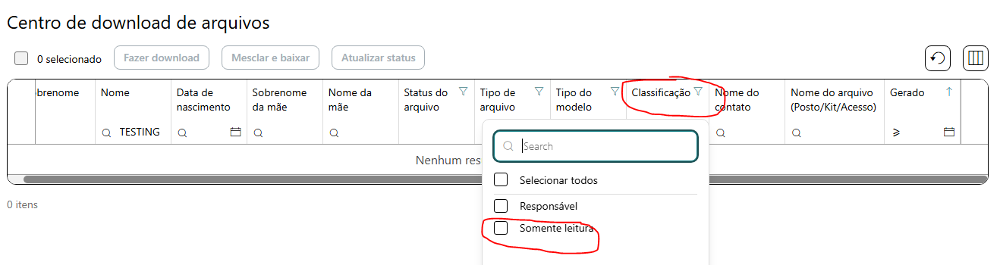 Centro de download de arquivos
0 selecionado
Fazer download
Mesclar e baixar
Atualizar status
brenome
Nome
Data de
nascimento
Sobrenome
da mãe
Nome da
mãe
Status do
arquivo
Tipo de
arquivo
Tipo do
modelo
Classificação
Nome do
contato
Nome do arquivo
(Posto/Kit/Acesso)
Gerado
TESTING
≥
Nenhum res
Search
Selecionar todos
Responsável
Somente leitura
0 itens